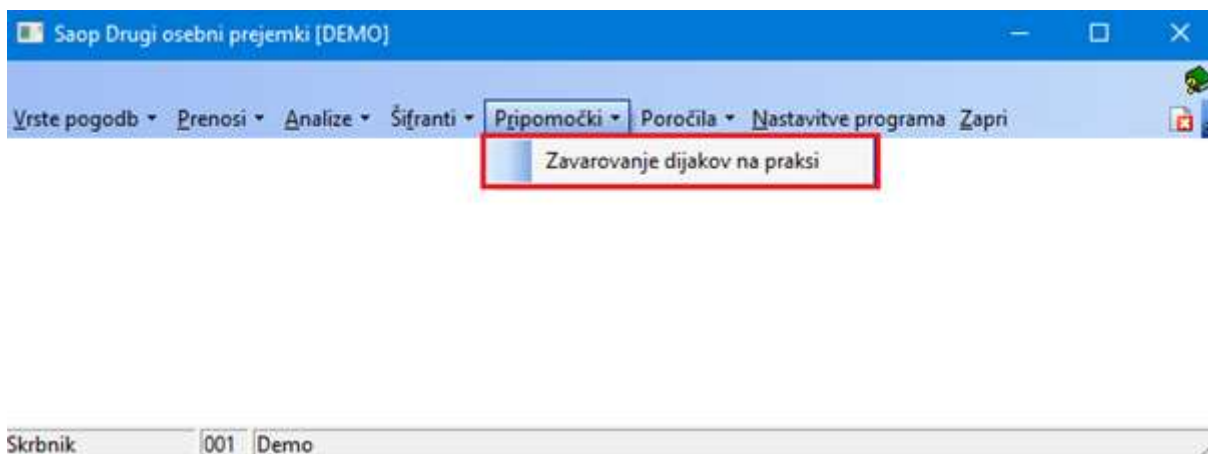 Saop Drugi osebni prejemki [DEMO]
Vrste pogodb Prenosi Analize Šifranti Pripomočki Poročila Nastavitve programa Zapri
Zavarovanje dijakov na praksi
Skrbnik 001 Demo